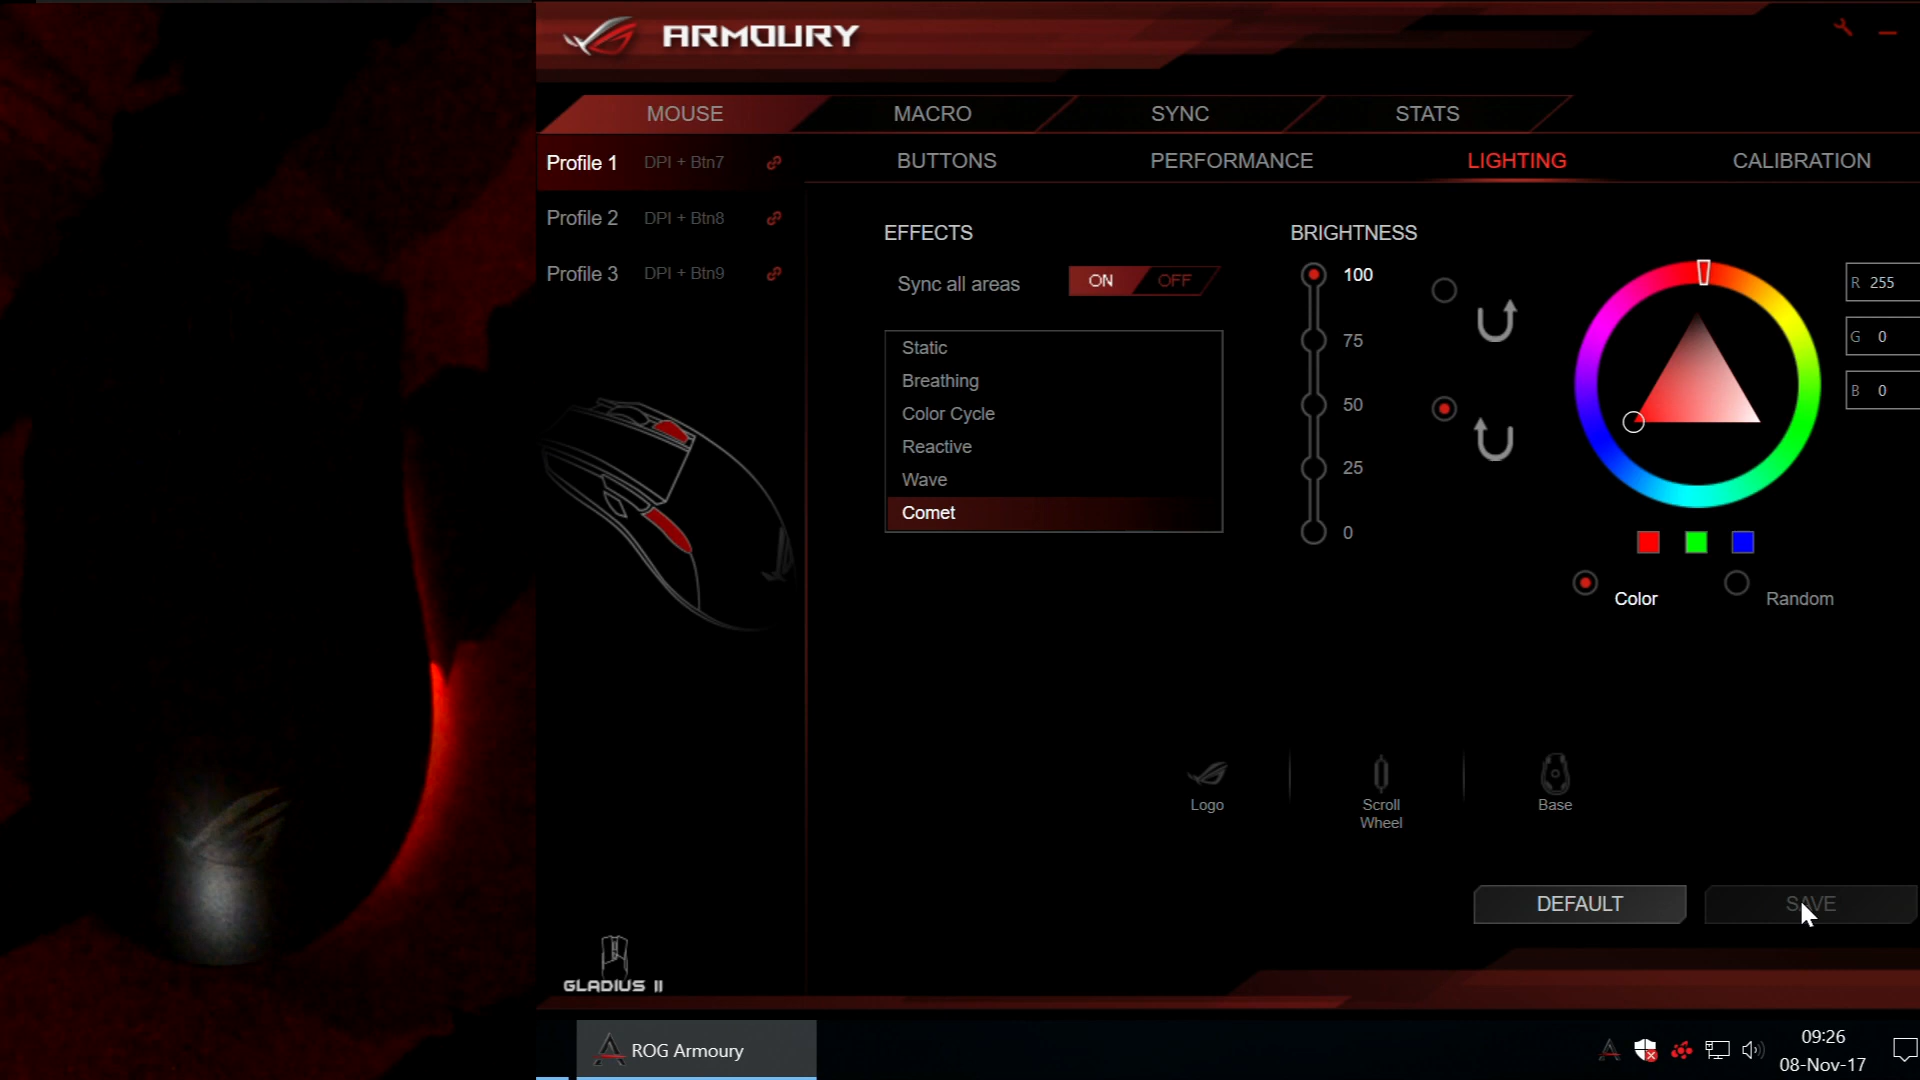 ARMOURY
MOUSE
MACRO
SYNC
STATS
Profile 1 DPI + Btn7
Profile 2 DPI + Btn8
Profile 3 DPI + Btn9
BUTTONS
PERFORMANCE
LIGHTING
CALIBRATION
EFFECTS
Sync all areas
ON
OFF
Static
Breathing
Color Cycle
Reactive
Wave
Comet
BRIGHTNESS
100
75
50
25
0
R 255
G 0
B 0
Color
Random
Logo
Scroll
Wheel
Base
DEFAULT
SAVE
GLADIUS II
ROG Armoury
09:26
08-Nov-17